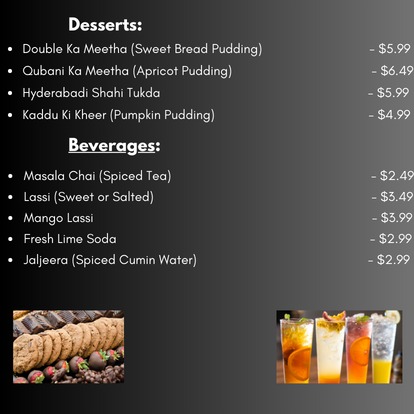 Desserts:
• Double Ka Meetha (Sweet Bread Pudding) - $5.99
• Qubani Ka Meetha (Apricot Pudding) - $6.49
• Hyderabadi Shahi Tukda - $5.99
• Kaddu Ki Kheer (Pumpkin Pudding) - $4.99
Beverages:
• Masala Chai (Spiced Tea) - $2.49
• Lassi (Sweet or Salted) - $3.49
• Mango Lassi - $3.99
• Fresh Lime Soda - $2.99
• Jaljeera (Spiced Cumin Water) - $2.99